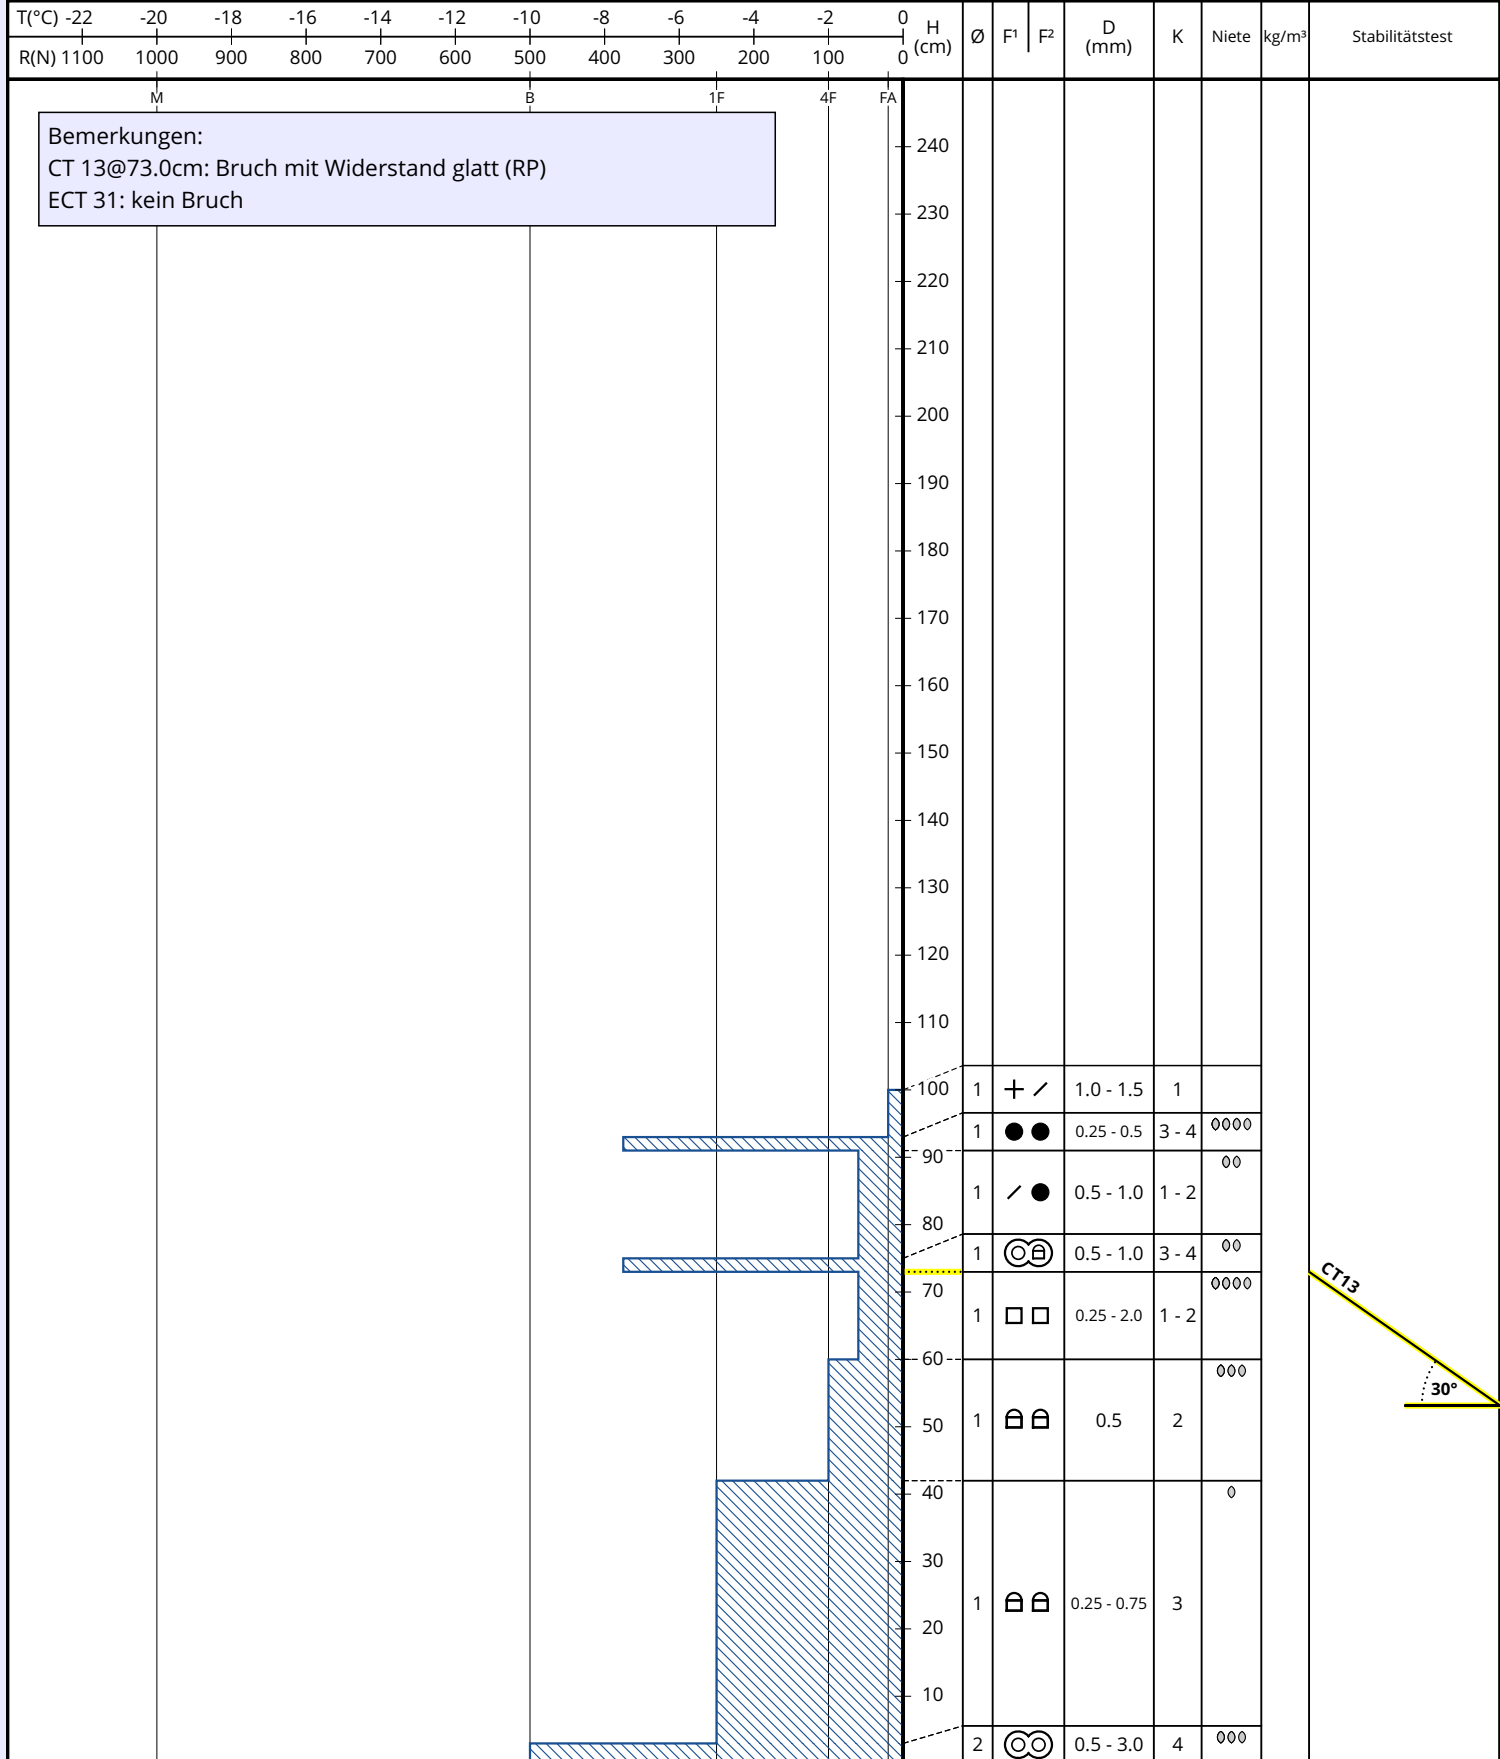 T(°C) -22 -20 -18 -16 -14 -12 -10 -8 -6 -4 -2 0
R(N) 1100 1000 900 800 700 600 500 400 300 200 100 0
H (cm) Ø F¹ F² D (mm) K Niete kg/m³ Stabilitätstest
M B 1F 4F FA
Bemerkungen:
CT 13@73.0cm: Bruch mit Widerstand glatt (RP)
ECT 31: kein Bruch
240
230
220
210
200
190
180
170
160
150
140
130
120
110
100 1 1.0 - 1.5 1
1 0.25 - 0.5 3 - 4
90
1 0.5 - 1.0 1 - 2
80
1 0.5 - 1.0 3 - 4
70
CT13
1 0.25 - 2.0 1 - 2
60
30°
50 1 0.5 2
40
30
1 0.25 - 0.75 3
20
10
2 0.5 - 3.0 4